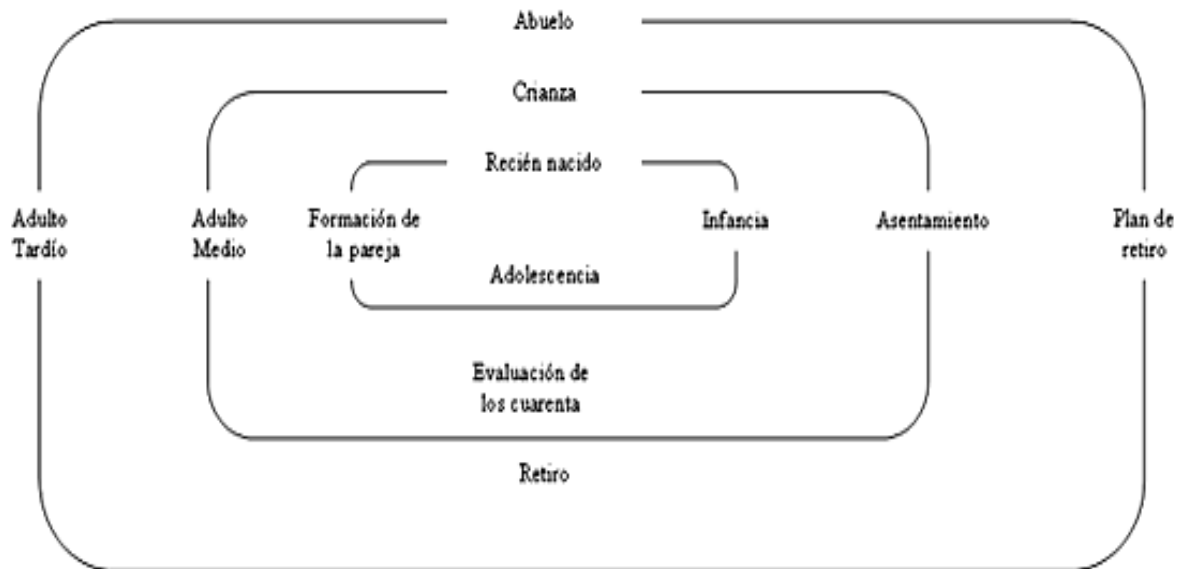 Abuelo
Crianza
Recién nacido
Adulto
Tardío
Adulto
Medio
Formación de
la pareja
Infancia
Asentamiento
Plan de
retiro
Adolescencia
Evaluación de
los cuarenta
Retiro